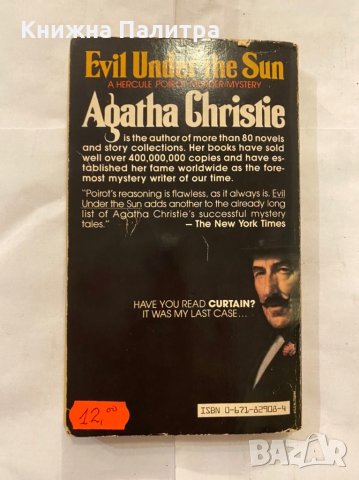 Книжна Палитра
Evil Under the Sun
A HERCULE POIROT MURDER MYSTERY
Agatha Christie
is the author of more than 80 novels
and story collections. Her books have sold
well over 400,000,000 copies and have es-
tablished her fame worldwide as the fore-
most mystery writer of our time.
"Poirot's reasoning is flawless, as it always is. Evil
Under the Sun adds another to the already long
list of Agatha Christie's successful mystery
tales."
— The New York Times
HAVE YOU READ CURTAIN?
IT WAS MY LAST CASE...
12,00
ISBN 0-671-82908-4
BAZAR